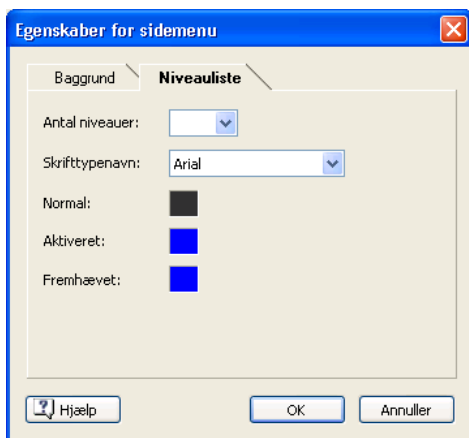 Egenskaber for sidemenu
Baggrund Niveauliste
Antal niveauer:
Skrifttypenavn: Arial
Normal:
Aktiveret:
Fremhævet:
Hjælp OK Annuller